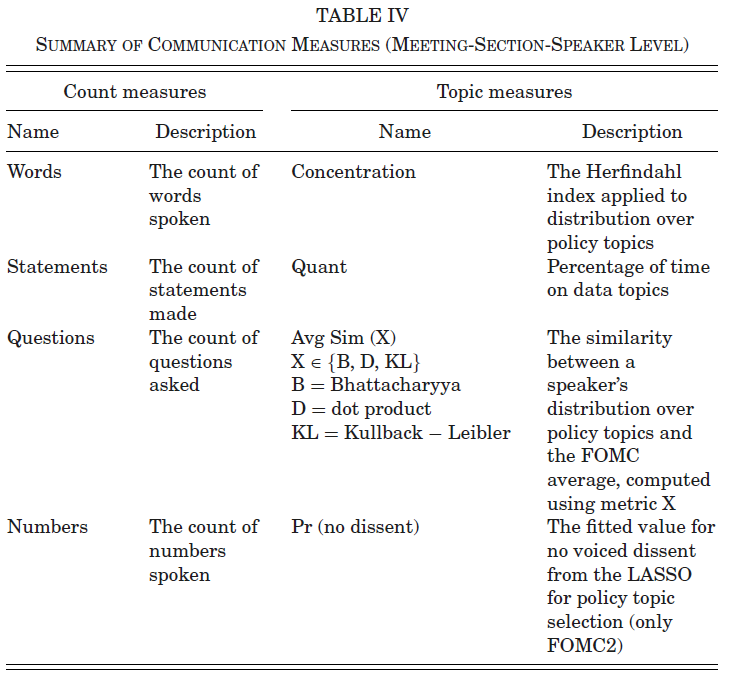 TABLE IV
SUMMARY OF COMMUNICATION MEASURES (MEETING-SECTION-SPEAKER LEVEL)
Count measures Topic measures
Name Description Name Description
Words The count of Concentration The Herfindahl
words index applied to
spoken distribution over
policy topics
Statements The count of Quant Percentage of time
statements on data topics
made
Questions The count of Avg Sim (X) The similarity
questions X ∈ {B, D, KL} between a
asked B = Bhattacharyya speaker's
D = dot product distribution over
KL = Kullback − Leibler policy topics and
the FOMC
average, computed
using metric X
Numbers The count of Pr (no dissent) The fitted value for
numbers no voiced dissent
spoken from the LASSO
for policy topic
selection (only
FOMC2)